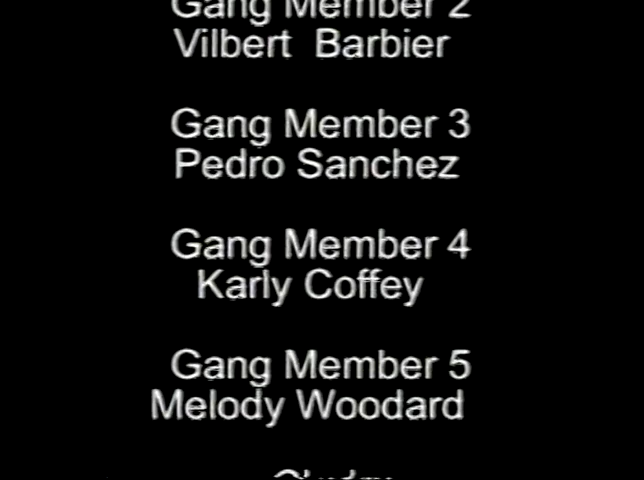 Gang Member 2
Vilbert Barbier
Gang Member 3
Pedro Sanchez
Gang Member 4
Karly Coffey
Gang Member 5
Melody Woodard